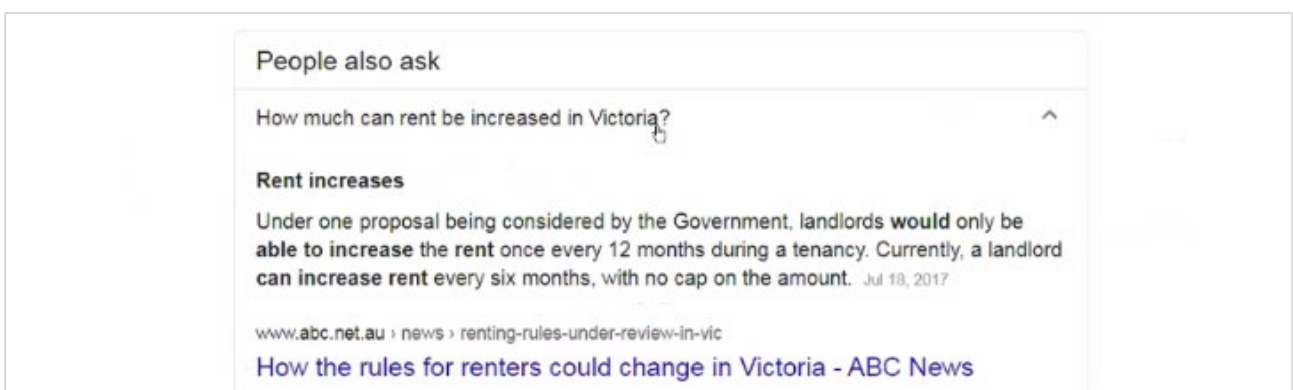 People also ask
How much can rent be increased in Victoria?
Rent increases
Under one proposal being considered by the Government, landlords would only be
able to increase the rent once every 12 months during a tenancy. Currently, a landlord
can increase rent every six months, with no cap on the amount. Jul 18, 2017
www.abc.net.au › news › renting-rules-under-review-in-vic
How the rules for renters could change in Victoria - ABC News